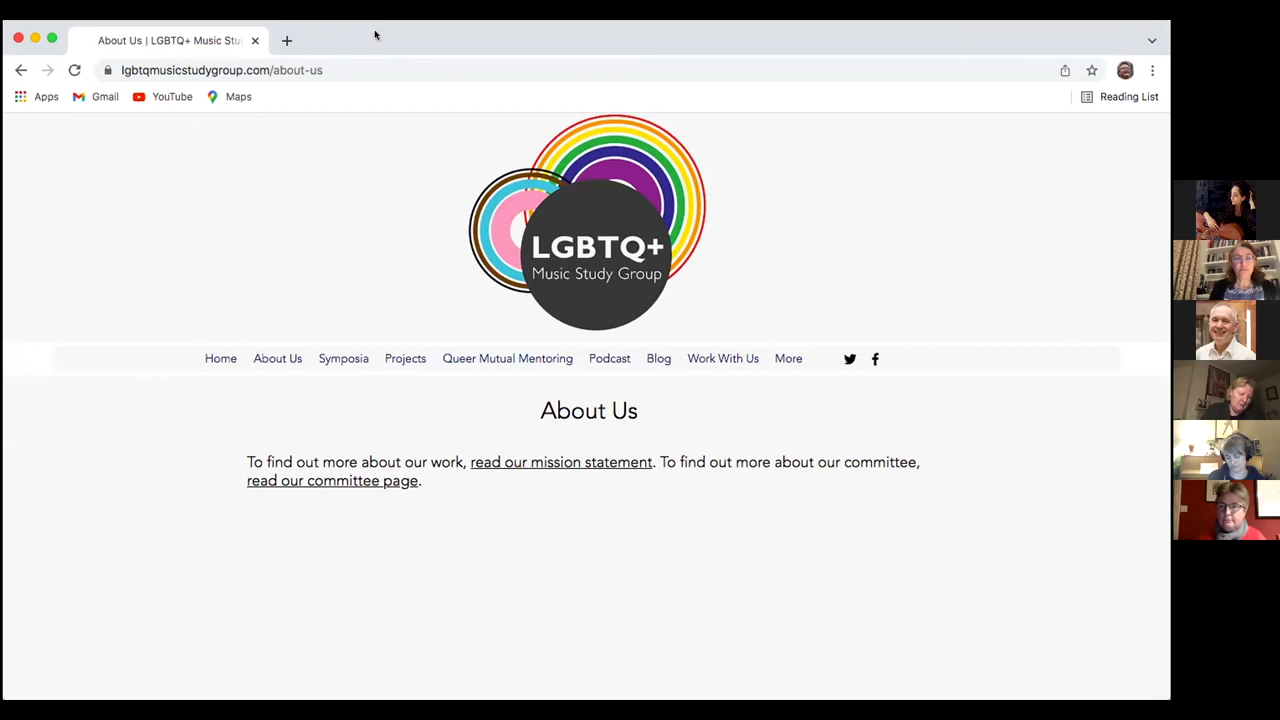 About Us | LGBTQ+ Music Stu
lgbtqmusicstudygroup.com/about-us
Apps Gmail YouTube Maps Reading List
LGBTQ+
Music Study Group
Home About Us Symposia Projects Queer Mutual Mentoring Podcast Blog Work With Us More
About Us
To find out more about our work, read our mission statement. To find out more about our committee,
read our committee page.